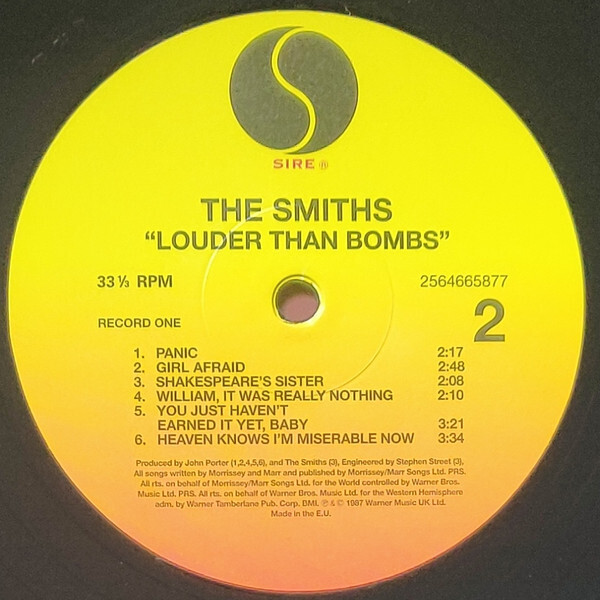 SIRE ®
THE SMITHS
“LOUDER THAN BOMBS”
33 ⅓ RPM
2564665877
RECORD ONE
2
1. PANIC 2:17
2. GIRL AFRAID 2:48
3. SHAKESPEARE'S SISTER 2:08
4. WILLIAM, IT WAS REALLY NOTHING 2:10
5. YOU JUST HAVEN'T
EARNED IT YET, BABY 3:21
6. HEAVEN KNOWS I'M MISERABLE NOW 3:34
Produced by John Porter (1,2,4,5,6), and The Smiths (3), Engineered by Stephen Street (3),
All songs written by Morrissey and Marr and published by Morrissey/Marr Songs Ltd. PRS.
All rts. on behalf of Morrissey/Marr Songs Ltd. for the World controlled by Warner Bros.
Music Ltd. PRS. All rts. on behalf of Warner Bros. Music Ltd. for the Western Hemisphere
adm, by Warner Tamberlane Pub. Corp. BMI. ℗ & © 1987 Warner Music UK Ltd.
Made in the E.U.